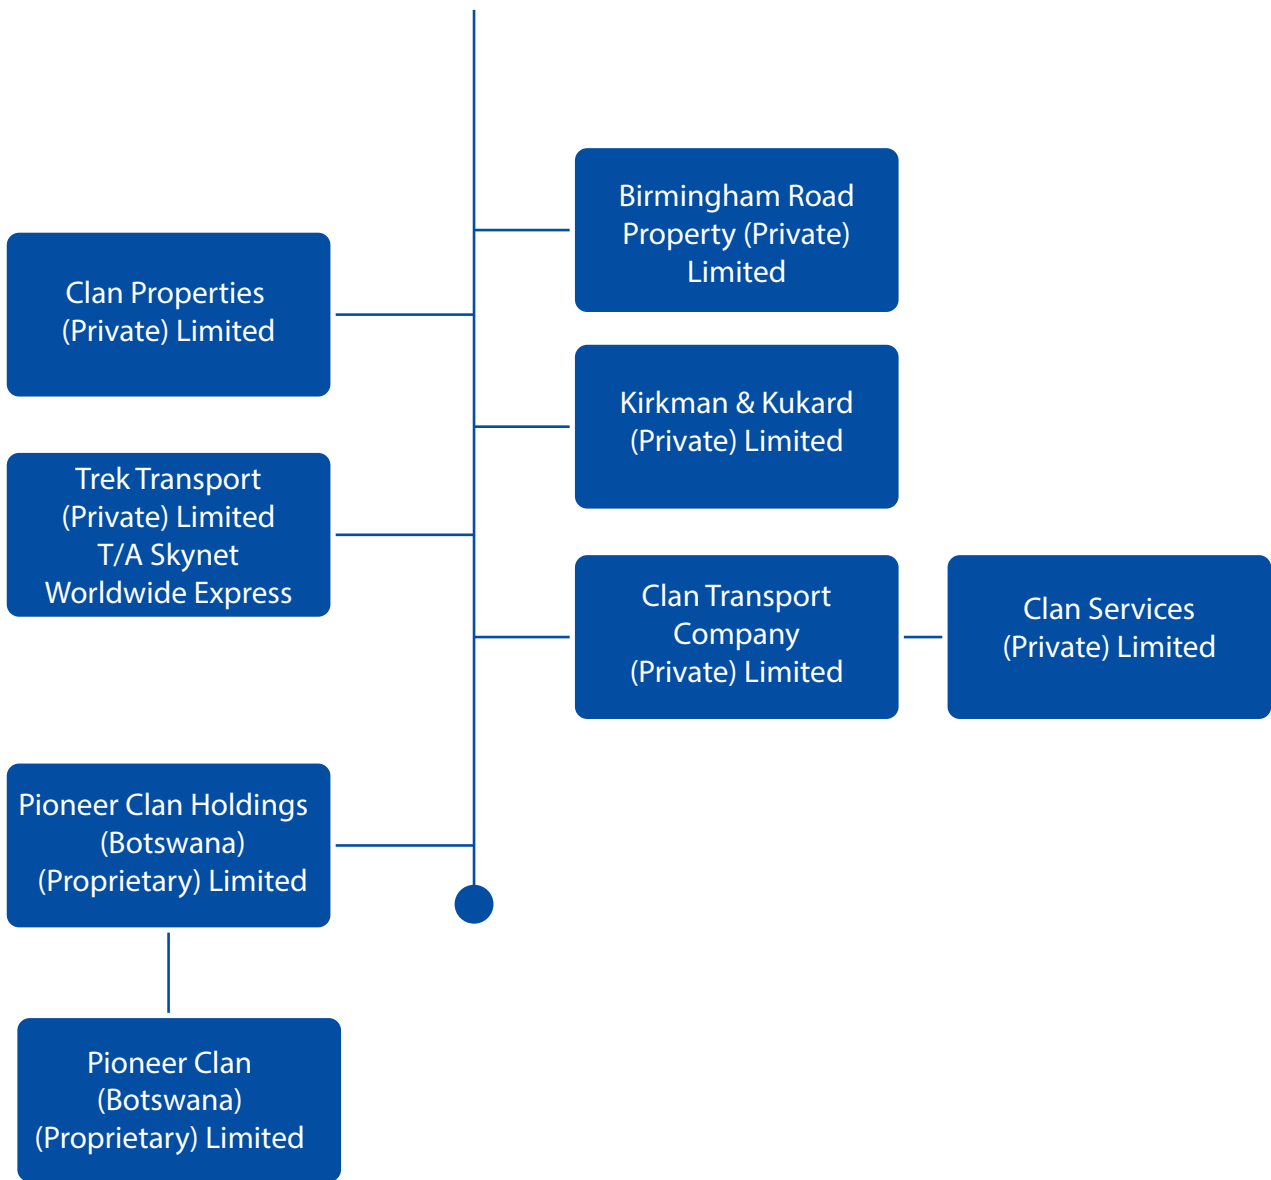 Birmingham Road
Property (Private)
Limited
Clan Properties
(Private) Limited
Kirkman & Kukard
(Private) Limited
Trek Transport
(Private) Limited
T/A Skynet
Worldwide Express
Clan Transport
Company
(Private) Limited
Clan Services
(Private) Limited
Pioneer Clan Holdings
(Botswana)
(Proprietary) Limited
Pioneer Clan
(Botswana)
(Proprietary) Limited